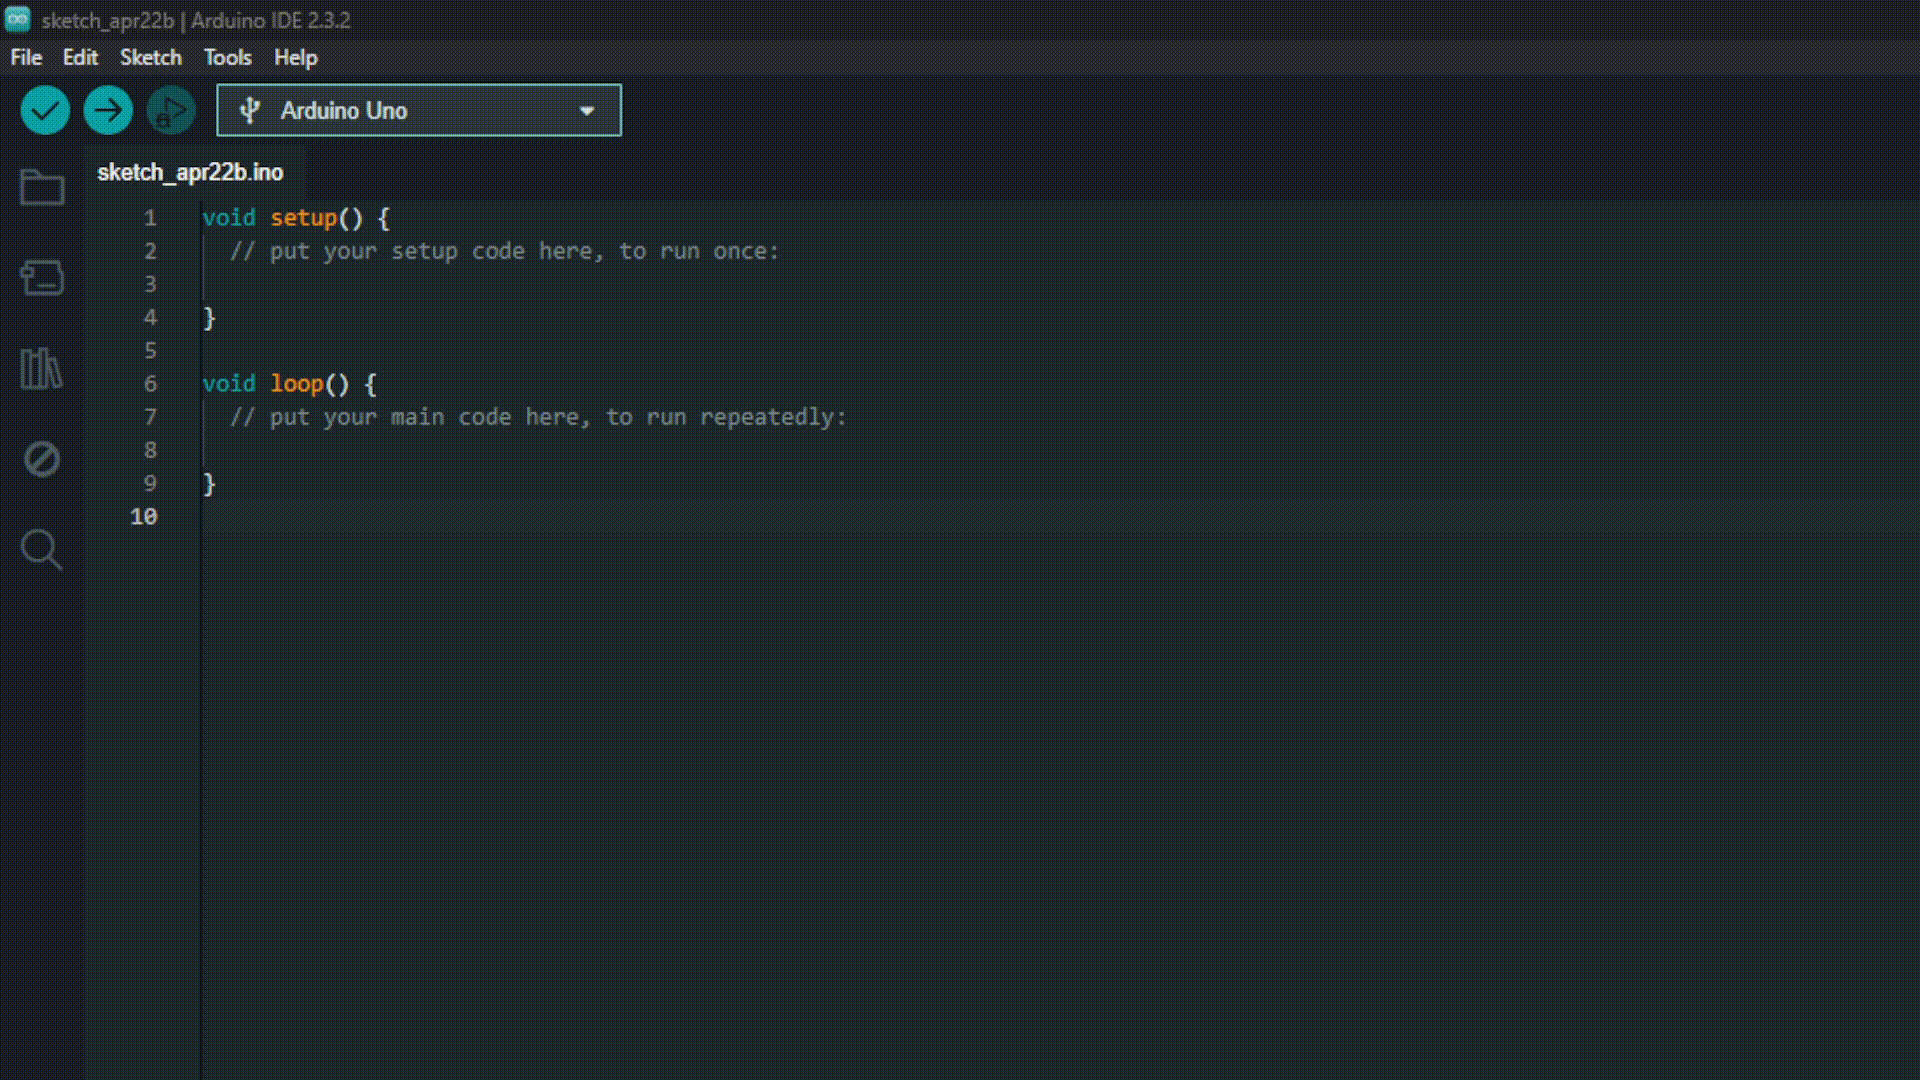 sketch_apr22b | Arduino IDE 2.3.2
File Edit Sketch Tools Help
Arduino Uno
sketch_apr22b.ino
1 void setup() {
2 // put your setup code here, to run once:
3
4 }
5
6 void loop() {
7 // put your main code here, to run repeatedly:
8
9 }
10